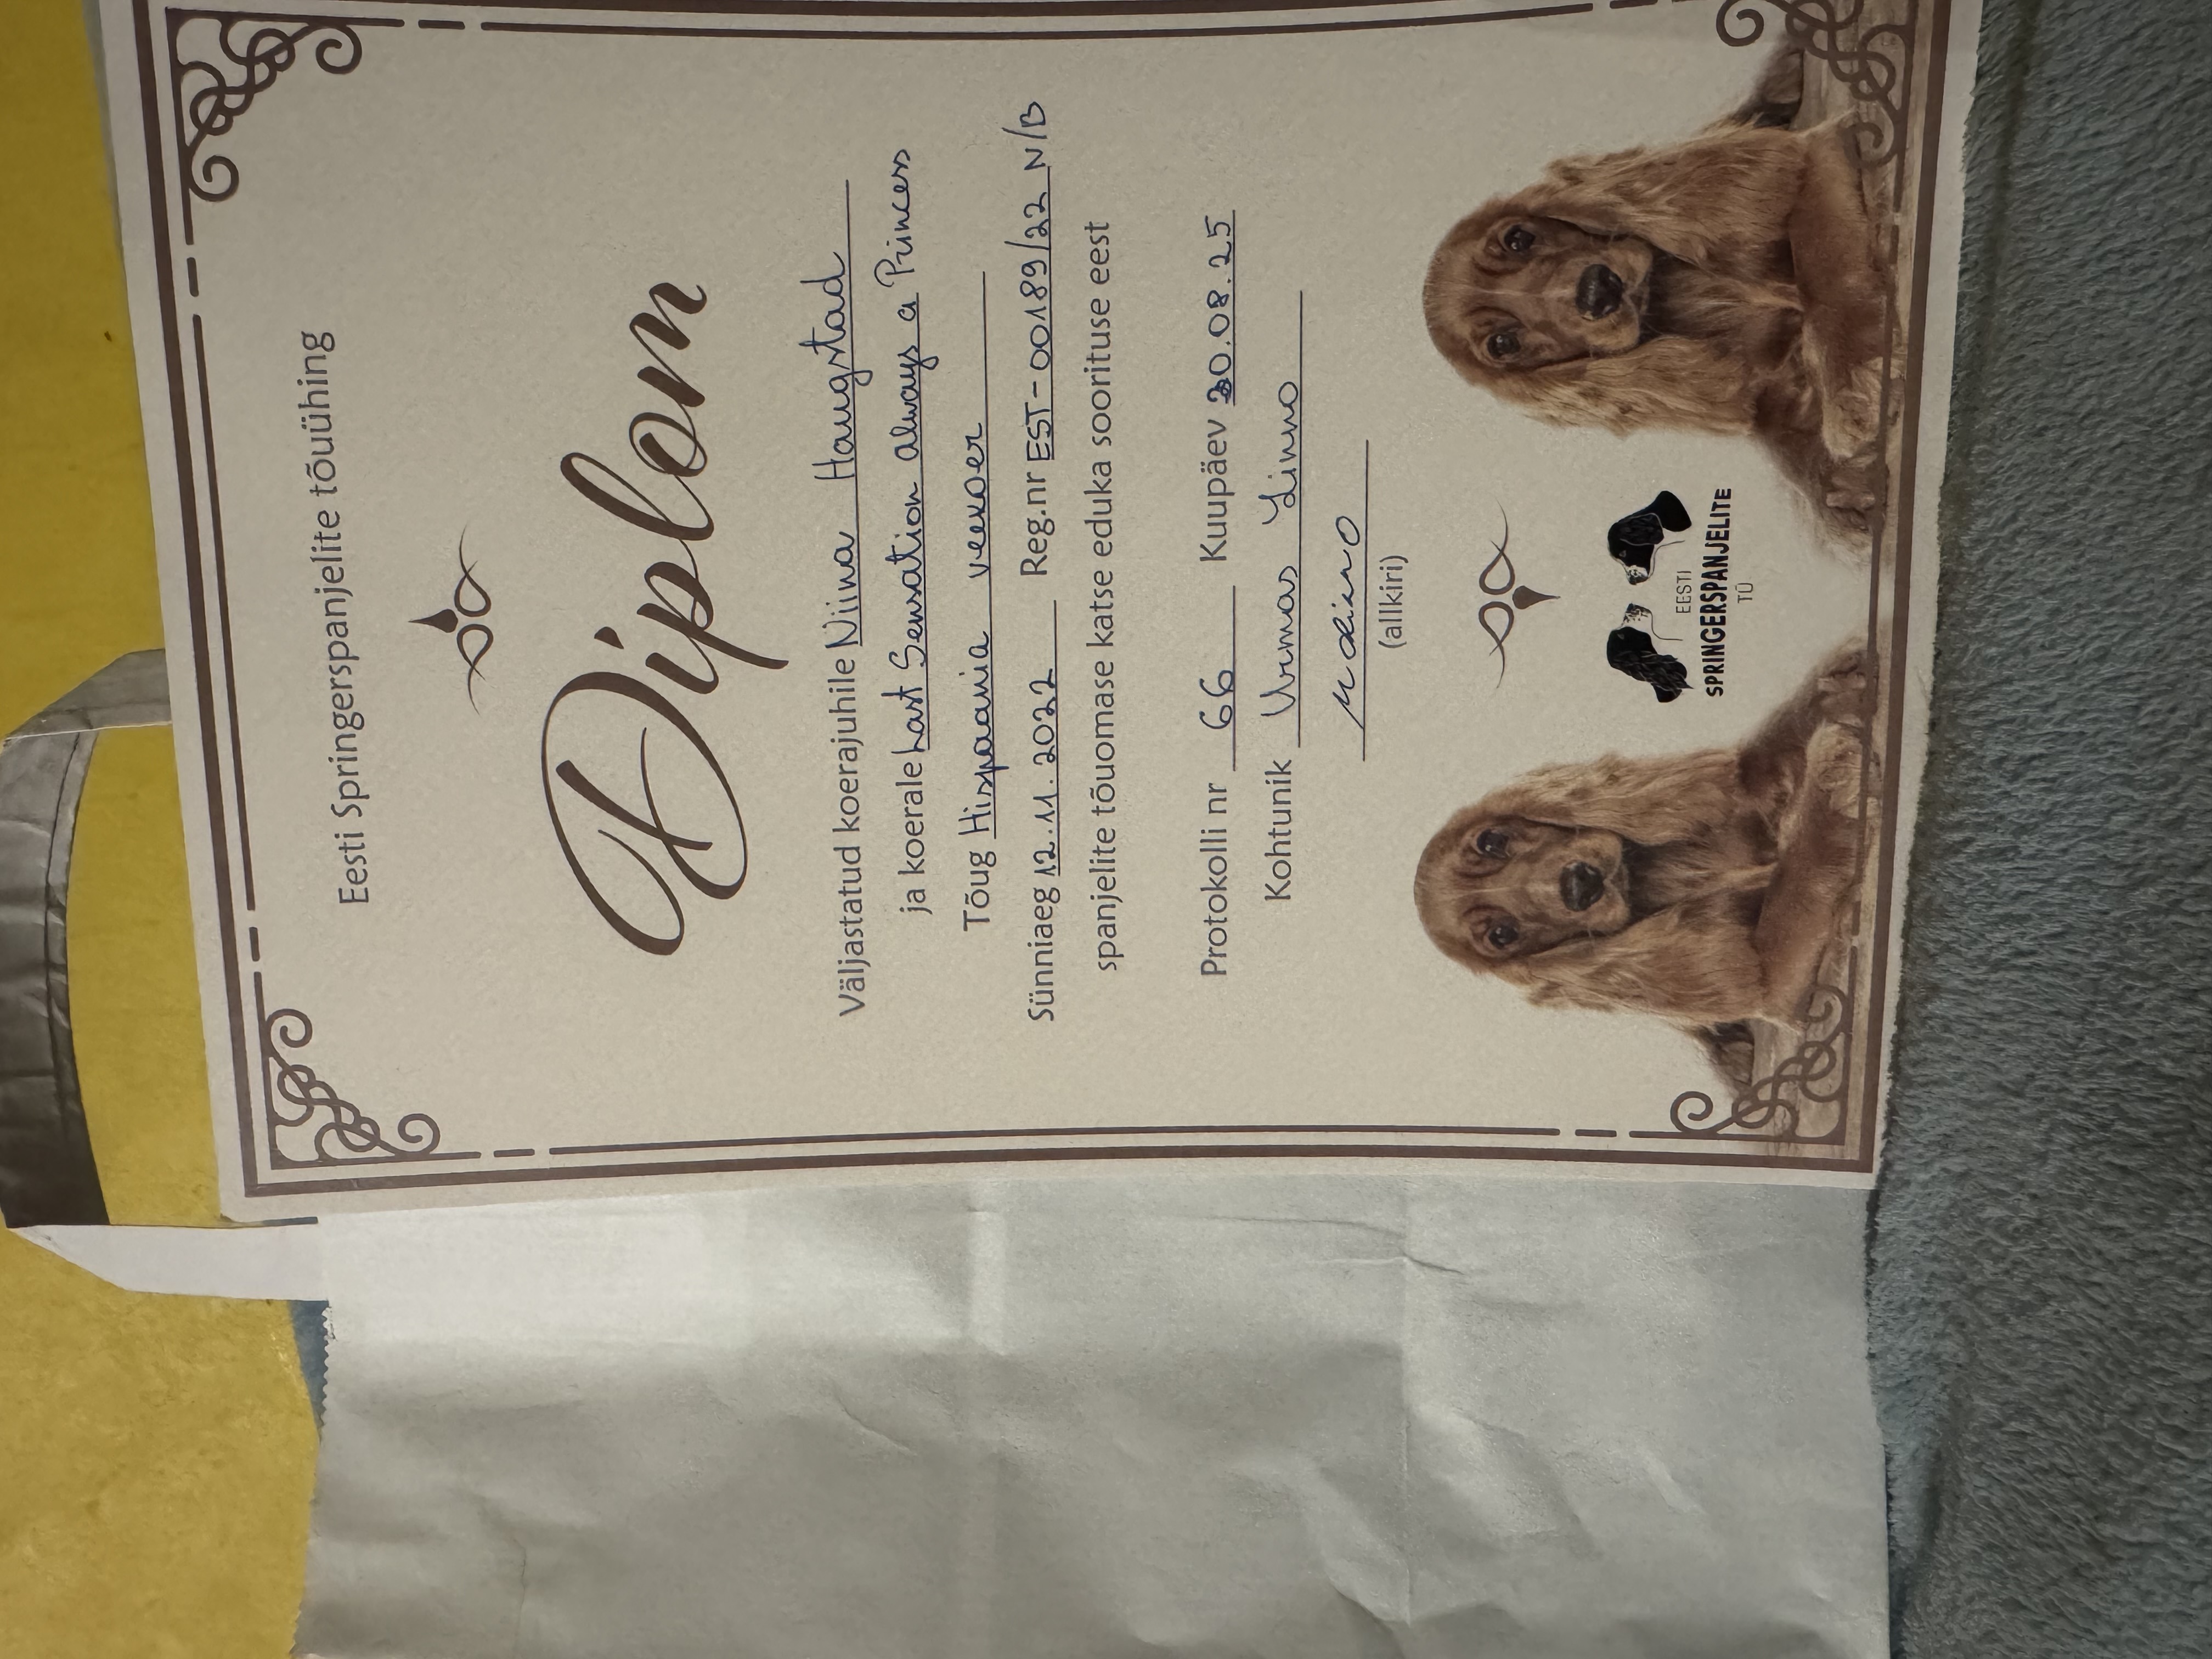 Eesti Springerspanjelite tõuühing
Diplom
Väljastatud koerajuhile Niina Haugstad
ja koerale Last Sensation always a Princess
Tõug Hispaania veekoer
Sünniaeg 12.11.2022 Reg.nr EST-00189/22 N/B
spanjelite tõuomase katse eduka soorituse eest
Protokolli nr 66 Kuupäev 30.08.25
Kohtunik Urmas Linno
(allkiri)
EESTI
SPRINGERSPANJELITE
TÜ